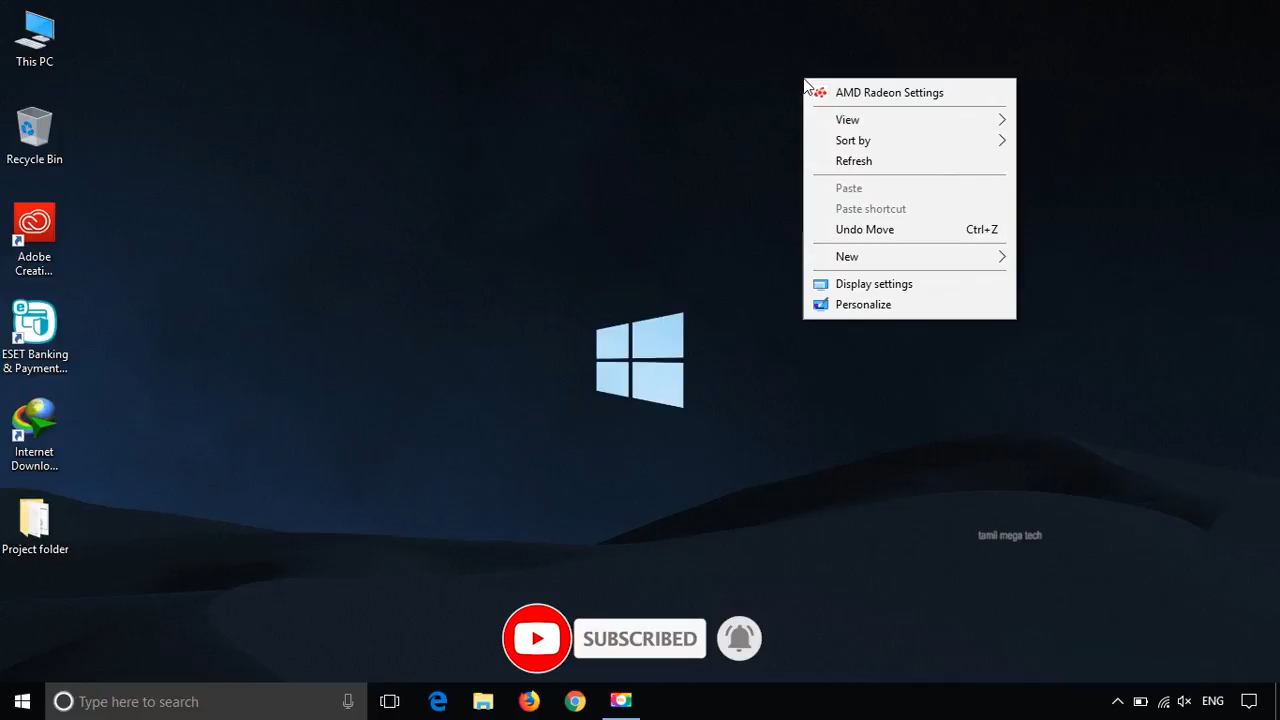 This PC
Recycle Bin
Adobe
Creati...
ESET Banking
& Payment...
Internet
Downlo...
Project folder
AMD Radeon Settings
View
Sort by
Refresh
Paste
Paste shortcut
Undo Move Ctrl+Z
New
Display settings
Personalize
tamil mega tech
SUBSCRIBED
Type here to search
ENG